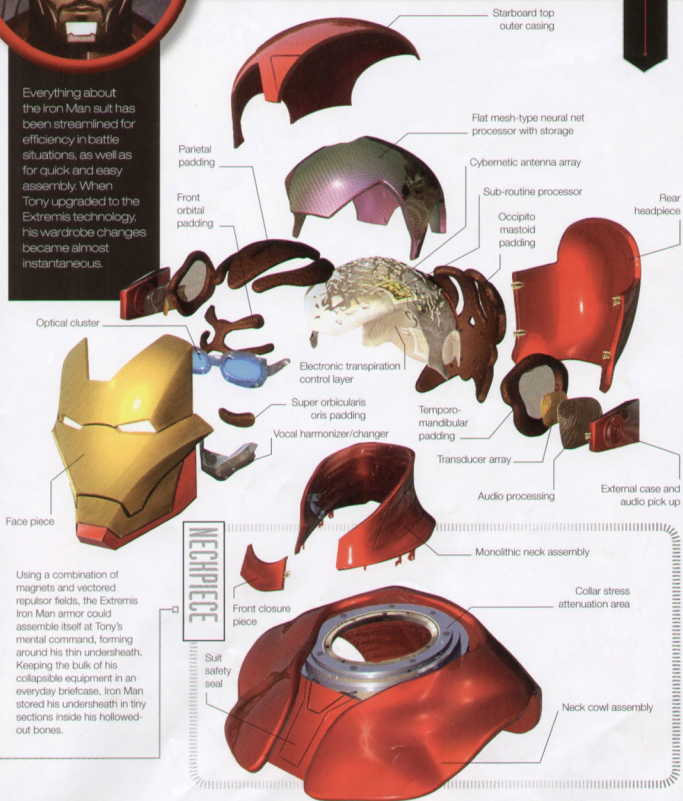 Everything about
the Iron Man suit has
been streamlined for
efficiency in battle
situations, as well as
for quick and easy
assembly. When
Tony upgraded to the
Extremis technology,
his wardrobe changes
became almost
instantaneous.
Starboard top
outer casing
Flat mesh-type neural net
processor with storage
Parietal
padding
Cybernetic antenna array
Sub-routine processor
Front
orbital
padding
Occipito
mastoid
padding
Rear
headpiece
Optical cluster
Electronic transpiration
control layer
Super orbicularis
oris padding
Temporo-
mandibular
padding
Vocal harmonizer/changer
Transducer array
Audio processing
External case and
audio pick up
Face piece
NECKPIECE
Monolithic neck assembly
Using a combination of
magnets and vectored
repulsor fields, the Extremis
Iron Man armor could
assemble itself at Tony's
mental command, forming
around his thin undersheath.
Keeping the bulk of his
collapsible equipment in an
everyday briefcase, Iron Man
stored his undersheath in tiny
sections inside his hollowed-
out bones.
Front closure
piece
Collar stress
attenuation area
Suit
safety
seal
Neck cowl assembly